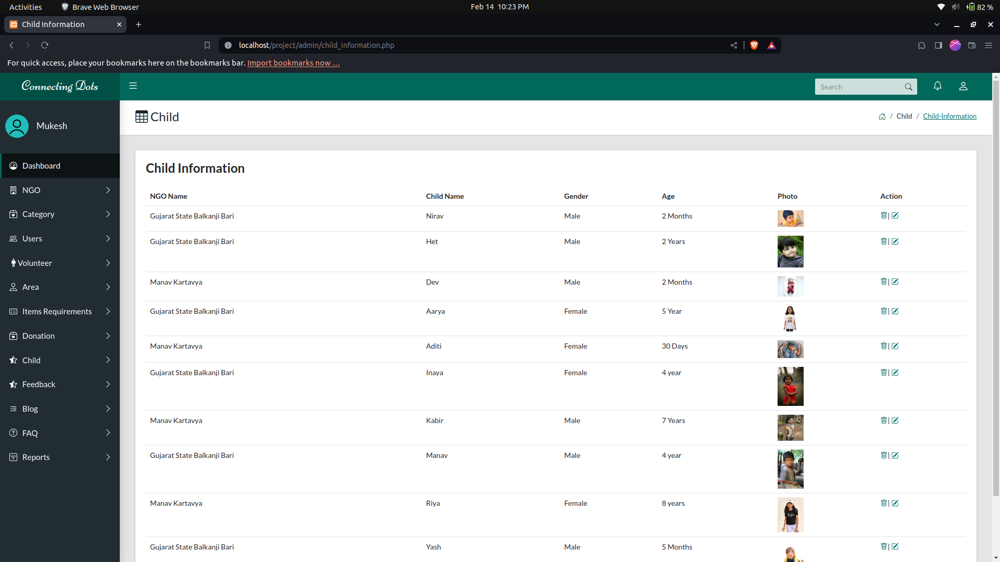 Activities Brave Web Browser Feb 14 10:23 PM 82 %
Child Information
localhost/project/admin/child_information.php
For quick access, place your bookmarks here on the bookmarks bar. Import bookmarks now …
Connecting Dots Search
Child / Child / Child-Information
Mukesh
Dashboard
NGO
Category
Users
Volunteer
Area
Items Requirements
Donation
Child
Feedback
Blog
FAQ
Reports
Child Information
NGO Name Child Name Gender Age Photo Action
Gujarat State Balkanji Bari Nirav Male 2 Months |
Gujarat State Balkanji Bari Het Male 2 Years |
Manav Kartavya Dev Male 2 Months |
Gujarat State Balkanji Bari Aarya Female 5 Year |
Manav Kartavya Aditi Female 30 Days |
Gujarat State Balkanji Bari Inaya Female 4 year |
Manav Kartavya Kabir Male 7 Years |
Gujarat State Balkanji Bari Manav Male 4 year |
Manav Kartavya Riya Female 8 years |
Gujarat State Balkanji Bari Yash Male 5 Months |